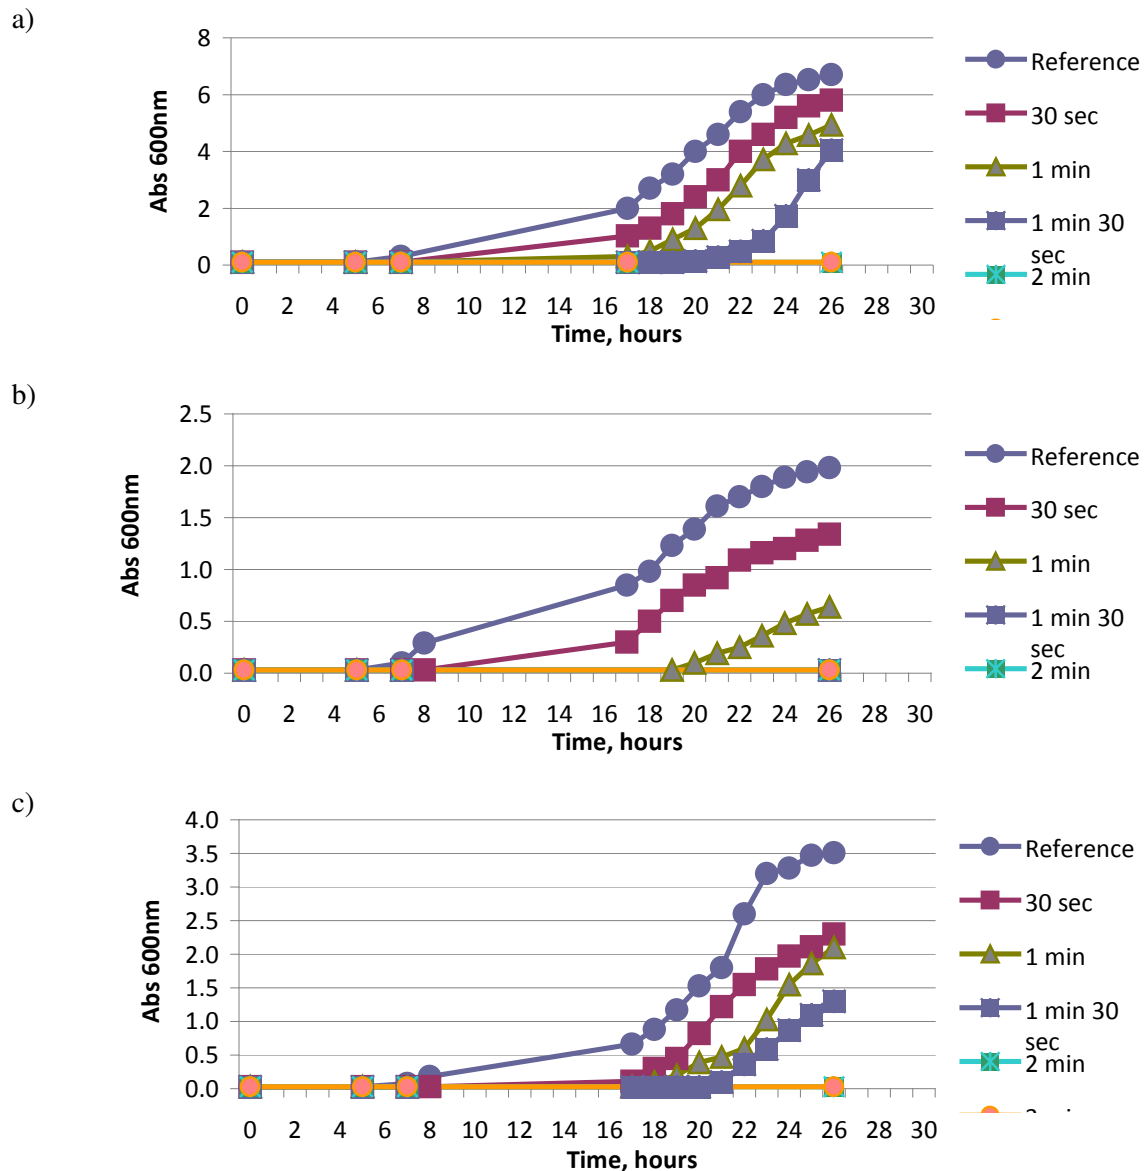 a)
8
6
4
2
0
Abs 600nm
0 2 4 6 8 10 12 14 16 18 20 22 24 26 28 30
Time, hours
Reference
30 sec
1 min
1 min 30
sec
2 min
b)
2.5
2.0
1.5
1.0
0.5
0.0
Abs 600nm
0 2 4 6 8 10 12 14 16 18 20 22 24 26 28 30
Time, hours
Reference
30 sec
1 min
1 min 30
sec
2 min
c)
4.0
3.5
3.0
2.5
2.0
1.5
1.0
0.5
0.0
Abs 600nm
0 2 4 6 8 10 12 14 16 18 20 22 24 26 28 30
Time, hours
Reference
30 sec
1 min
1 min 30
sec
2 min